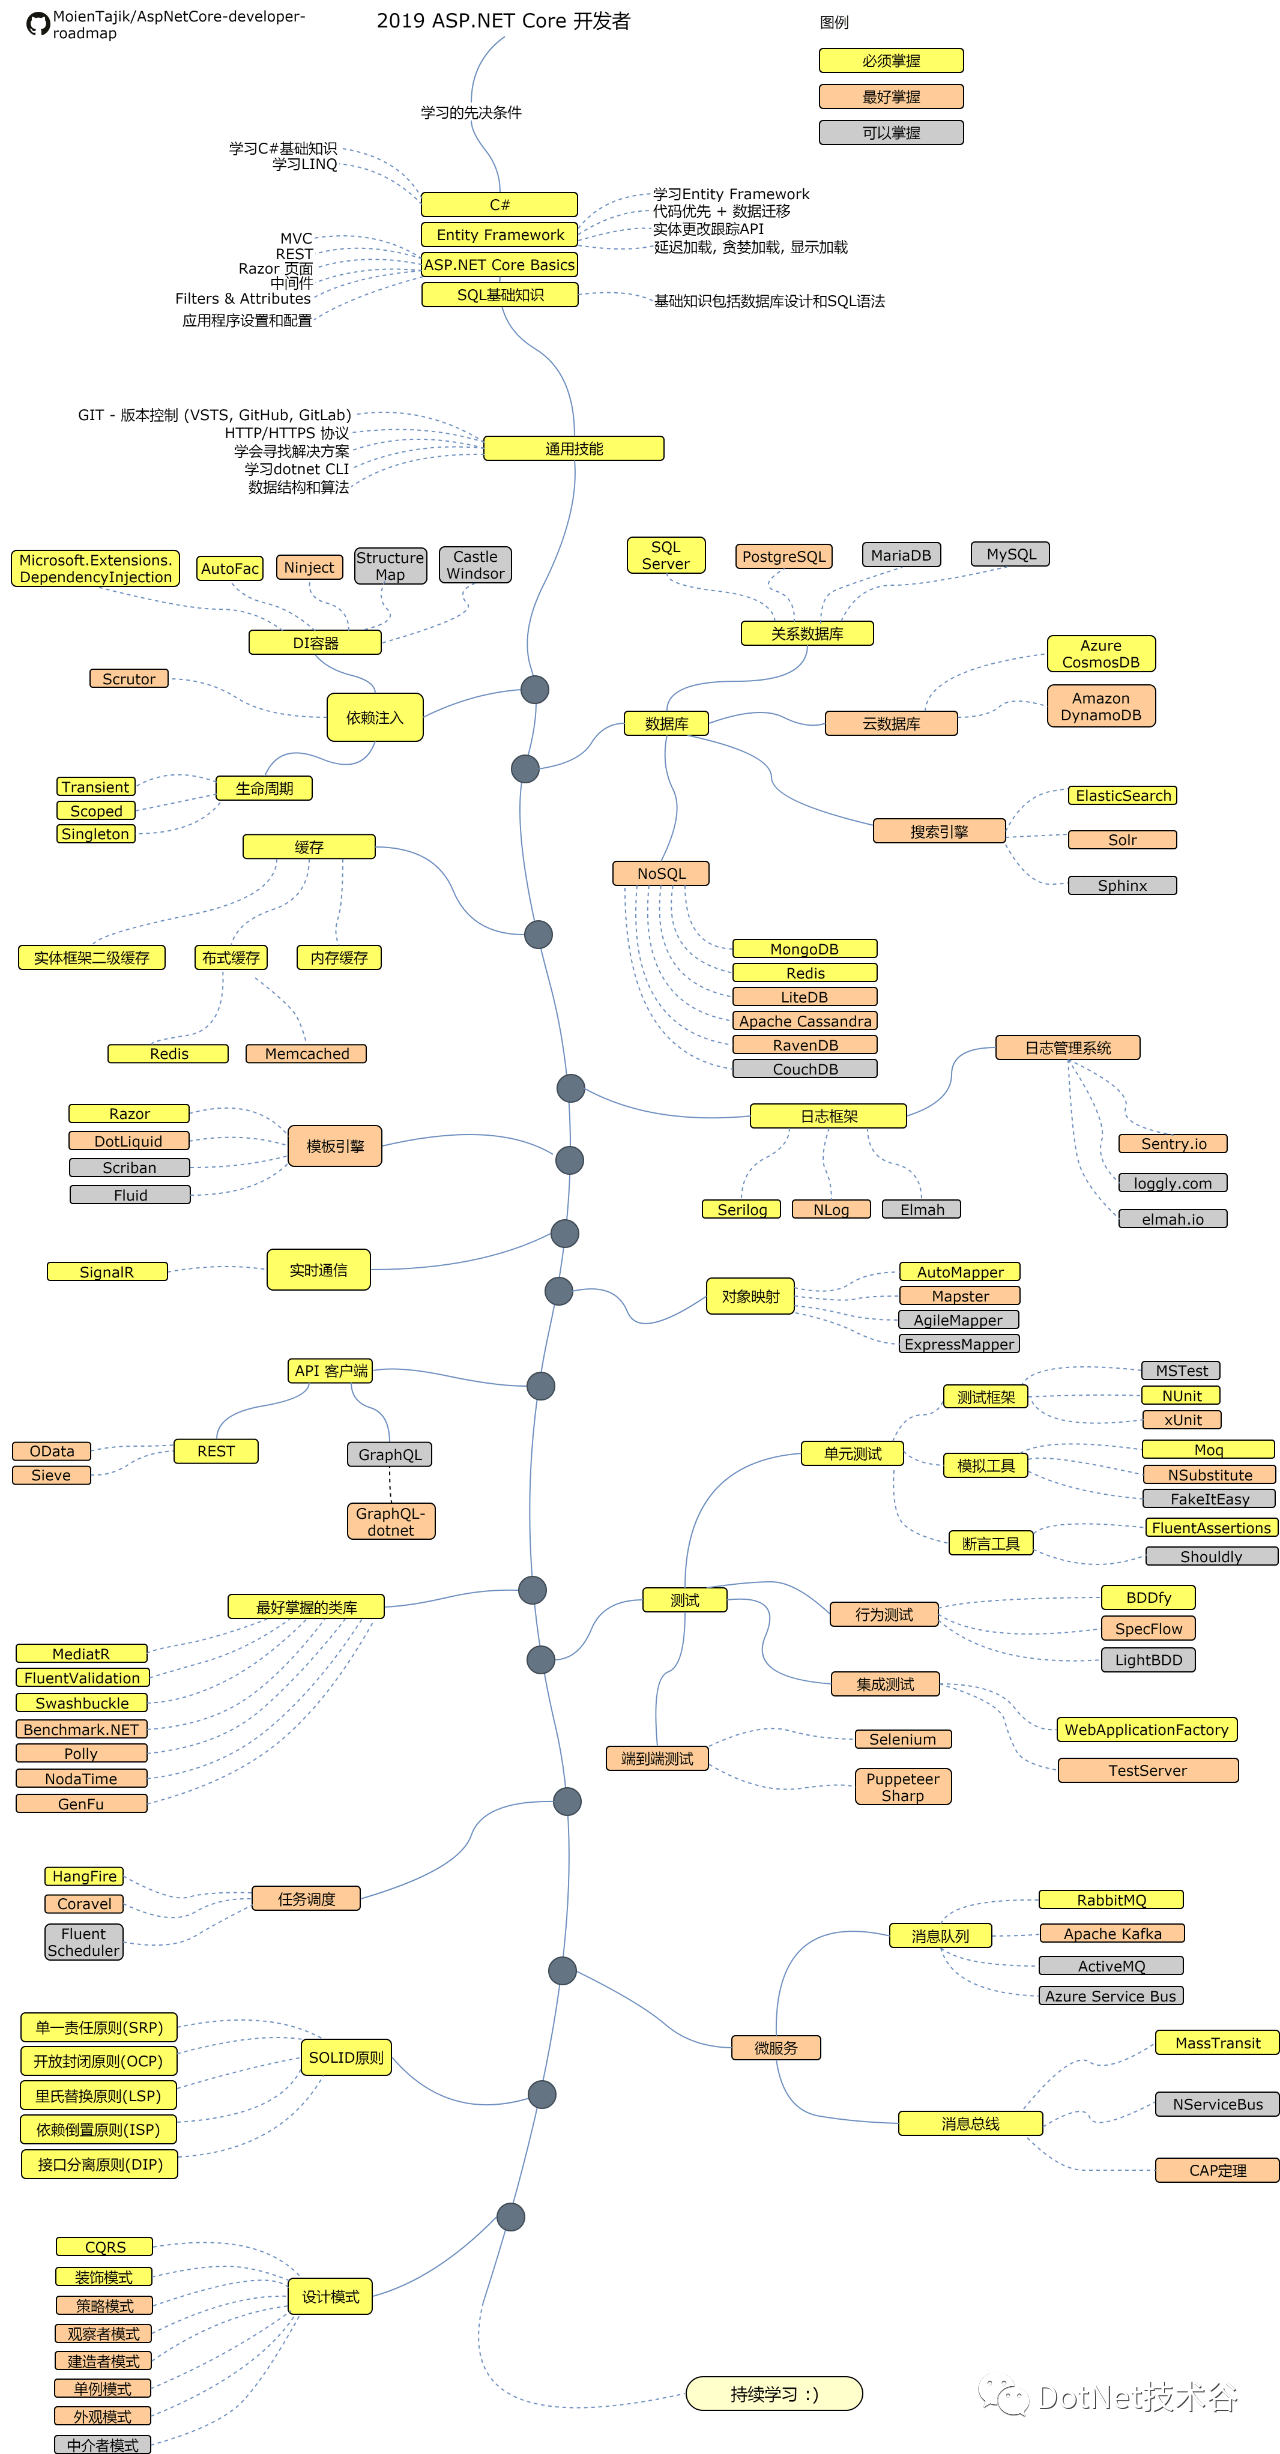 MoienTajik/AspNetCore-developer-
roadmap
2019 ASP.NET Core 开发者
图例
必须掌握
最好掌握
可以掌握
学习的先决条件
学习C#基础知识
学习LINQ
C#
Entity Framework
ASP.NET Core Basics
SQL基础知识
学习Entity Framework
代码优先 + 数据迁移
实体更改跟踪API
延迟加载, 贪婪加载, 显示加载
MVC
REST
Razor 页面
中间件
Filters & Attributes
应用程序设置和配置
基础知识包括数据库设计和SQL语法
GIT - 版本控制 (VSTS, GitHub, GitLab)
HTTP/HTTPS 协议
学会寻找解决方案
学习dotnet CLI
数据结构和算法
通用技能
Microsoft.Extensions.
DependencyInjection
AutoFac
Ninject
Structure
Map
Castle
Windsor
DI容器
Scrutor
依赖注入
生命周期
Transient
Scoped
Singleton
SQL
Server
PostgreSQL
MariaDB
MySQL
关系数据库
Azure
CosmosDB
Amazon
DynamoDB
数据库
云数据库
搜索引擎
ElasticSearch
Solr
Sphinx
NoSQL
MongoDB
Redis
LiteDB
Apache Cassandra
RavenDB
CouchDB
缓存
实体框架二级缓存
布式缓存
内存缓存
Redis
Memcached
日志管理系统
日志框架
Sentry.io
loggly.com
elmah.io
Serilog
NLog
Elmah
Razor
DotLiquid
Scriban
Fluid
模板引擎
SignalR
实时通信
对象映射
AutoMapper
Mapster
AgileMapper
ExpressMapper
API 客户端
REST
OData
Sieve
GraphQL
GraphQL-
dotnet
测试框架
MSTest
NUnit
xUnit
单元测试
模拟工具
Moq
NSubstitute
FakeItEasy
断言工具
FluentAssertions
Shouldly
最好掌握的类库
MediatR
FluentValidation
Swashbuckle
Benchmark.NET
Polly
NodaTime
GenFu
测试
行为测试
BDDfy
SpecFlow
LightBDD
集成测试
WebApplicationFactory
TestServer
端到端测试
Selenium
Puppeteer
Sharp
HangFire
Coravel
Fluent
Scheduler
任务调度
消息队列
RabbitMQ
Apache Kafka
ActiveMQ
Azure Service Bus
微服务
消息总线
MassTransit
NServiceBus
CAP定理
单一责任原则(SRP)
开放封闭原则(OCP)
里氏替换原则(LSP)
依赖倒置原则(ISP)
接口分离原则(DIP)
SOLID原则
CQRS
装饰模式
策略模式
观察者模式
建造者模式
单例模式
外观模式
中介者模式
设计模式
持续学习 :)
DotNet技术谷